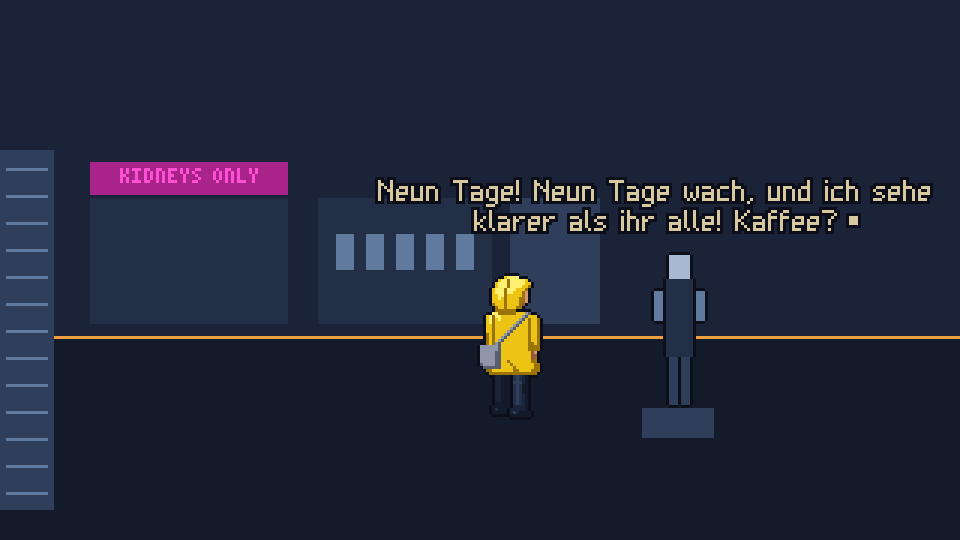 KIDNEYS ONLY
Neun Tage! Neun Tage wach, und ich sehe
klarer als ihr alle! Kaffee?